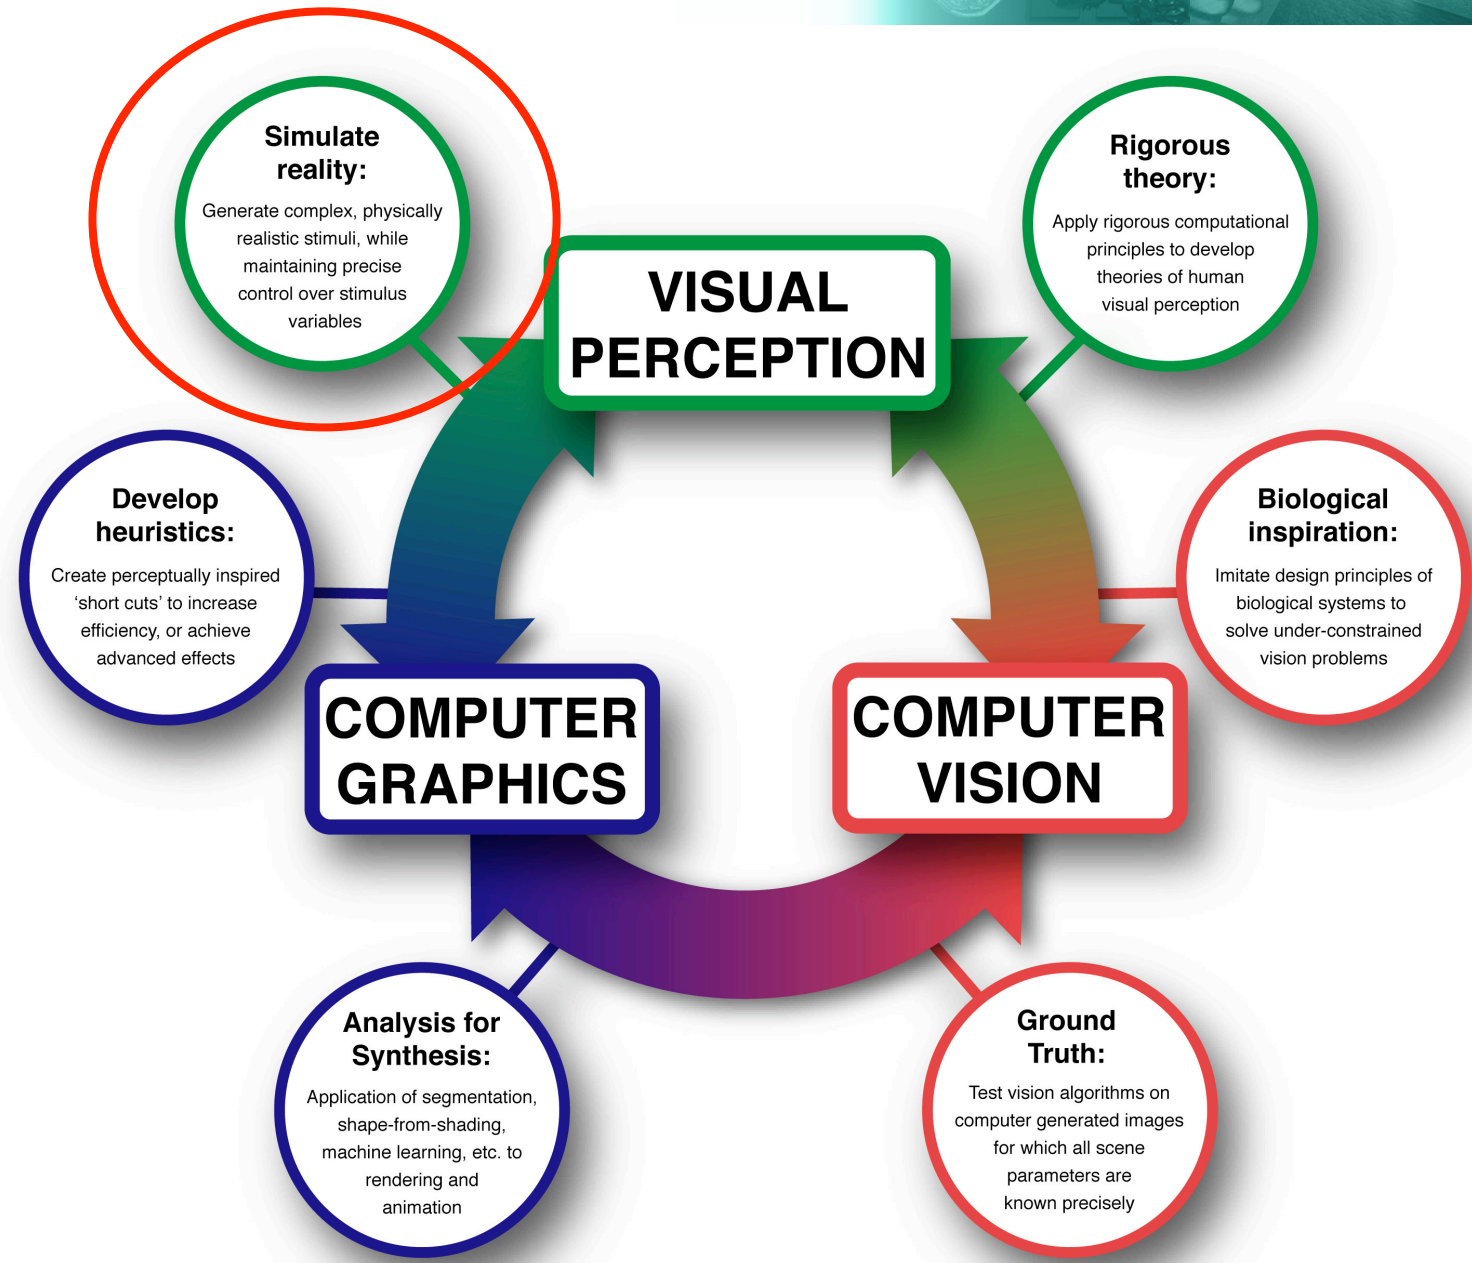 Simulate
reality:
Generate complex, physically
realistic stimuli, while
maintaining precise
control over stimulus
variables
Rigorous
theory:
Apply rigorous computational
principles to develop
theories of human
visual perception
VISUAL
PERCEPTION
Develop
heuristics:
Create perceptually inspired
‘short cuts’ to increase
efficiency, or achieve
advanced effects
Biological
inspiration:
Imitate design principles of
biological systems to
solve under-constrained
vision problems
COMPUTER
GRAPHICS
COMPUTER
VISION
Analysis for
Synthesis:
Application of segmentation,
shape-from-shading,
machine learning, etc. to
rendering and
animation
Ground
Truth:
Test vision algorithms on
computer generated images
for which all scene
parameters are
known precisely